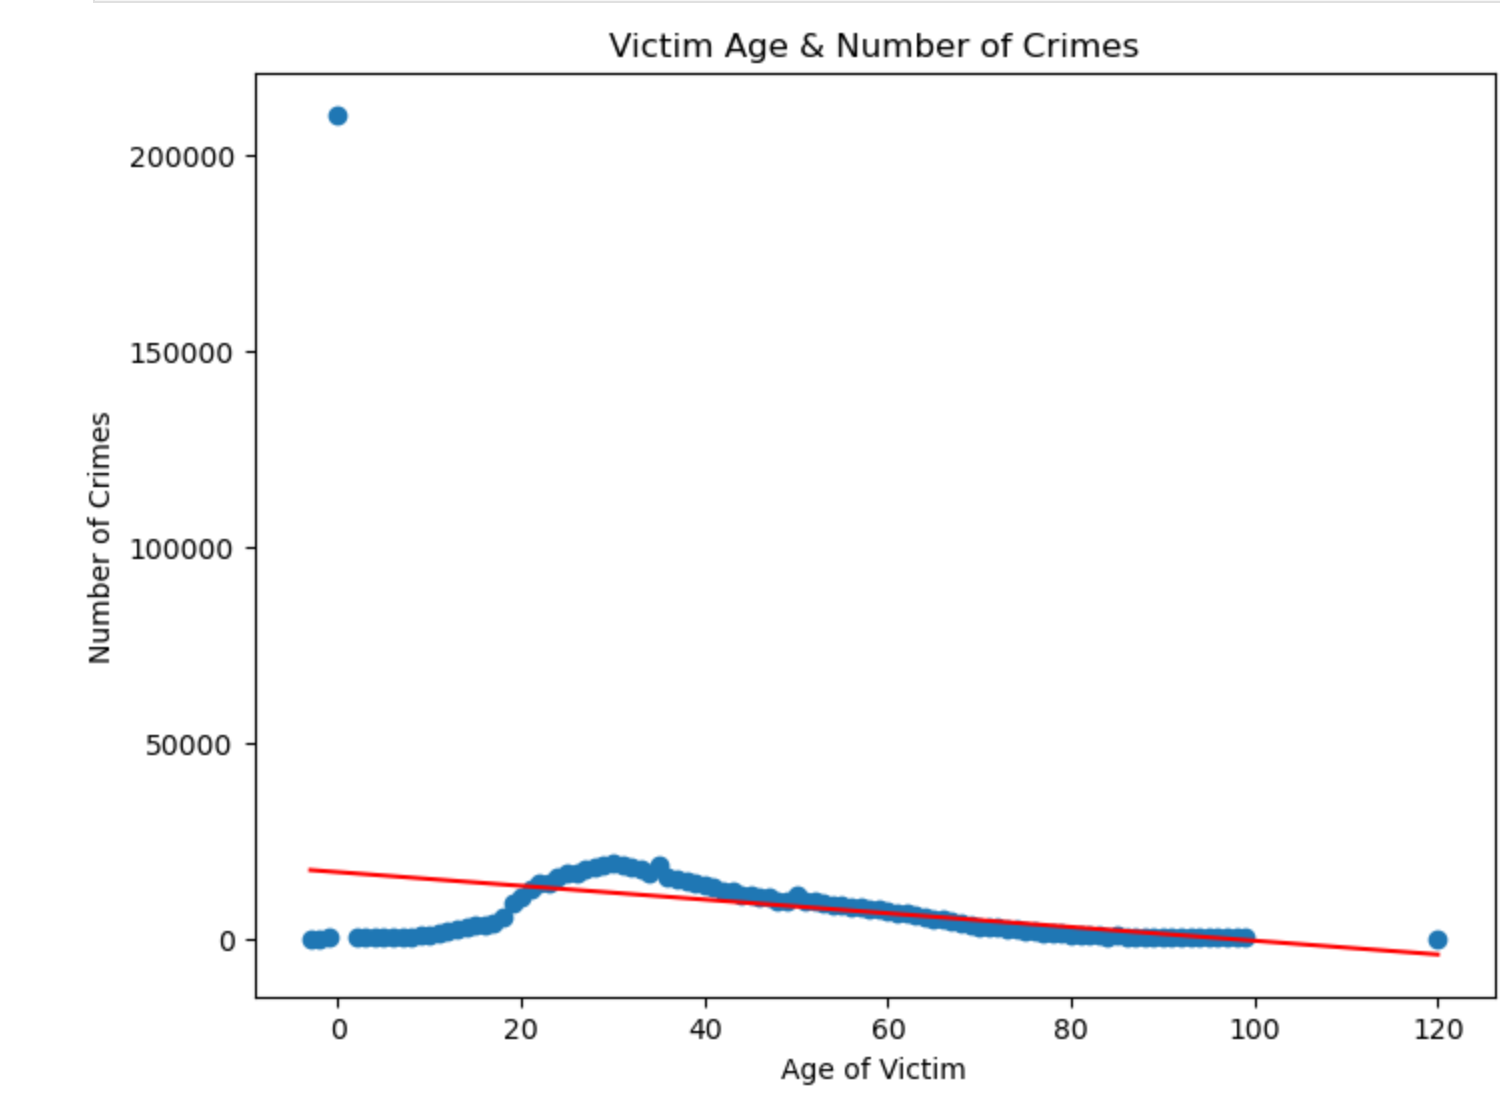 Victim Age & Number of Crimes
200000
150000
100000
50000
0
Number of Crimes
0 20 40 60 80 100 120
Age of Victim